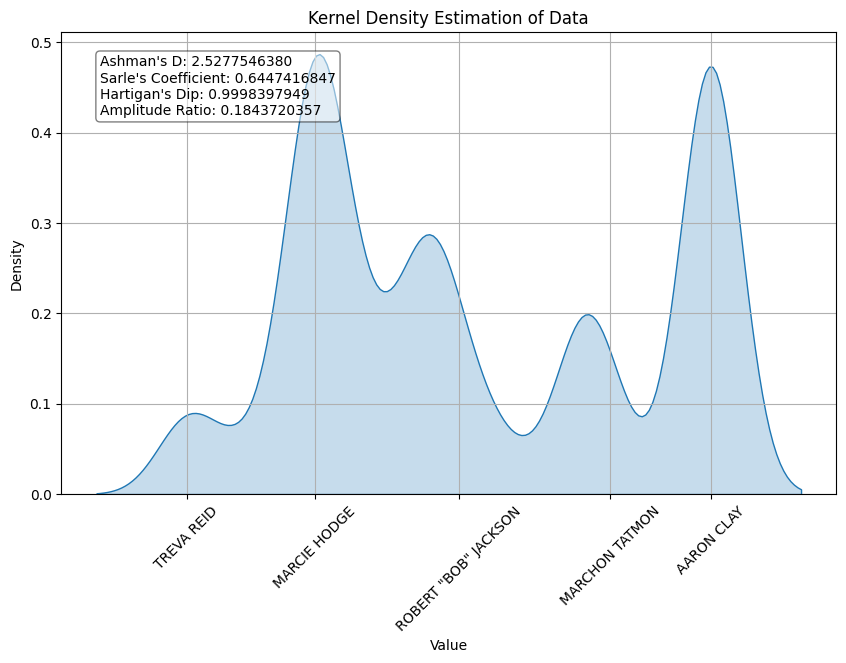 Kernel Density Estimation of Data
Ashman's D: 2.5277546380
Sarle's Coefficient: 0.6447416847
Hartigan's Dip: 0.9998397949
Amplitude Ratio: 0.1843720357
Density
0.5
0.4
0.3
0.2
0.1
0.0
TREVA REID
MARCIE HODGE
ROBERT "BOB" JACKSON
MARCHON TATMON
AARON CLAY
Value